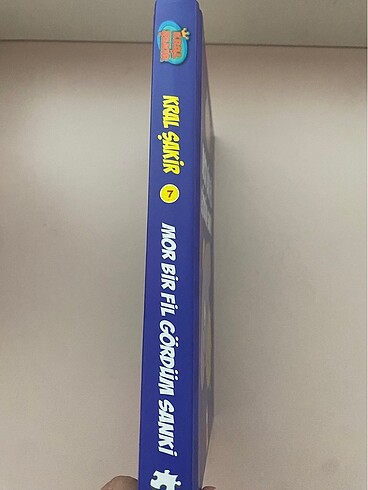 KRAL ŞAKİR
7
MOR BİR FİL GÖRDÜM SANKİ